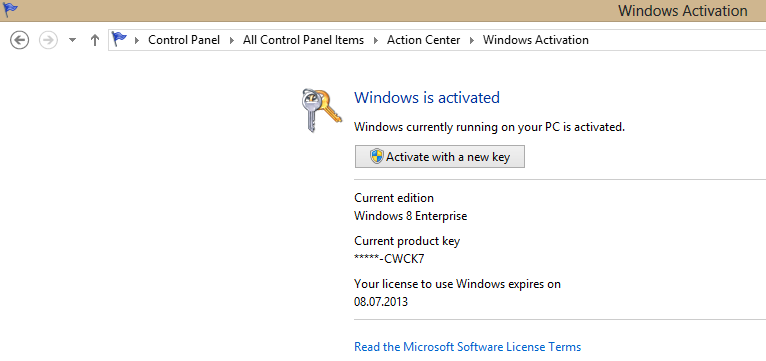 Windows Activation
Control Panel All Control Panel Items Action Center Windows Activation
Windows is activated
Windows currently running on your PC is activated.
Activate with a new key
Current edition
Windows 8 Enterprise
Current product key
*****-CWCK7
Your license to use Windows expires on
08.07.2013
Read the Microsoft Software License Terms